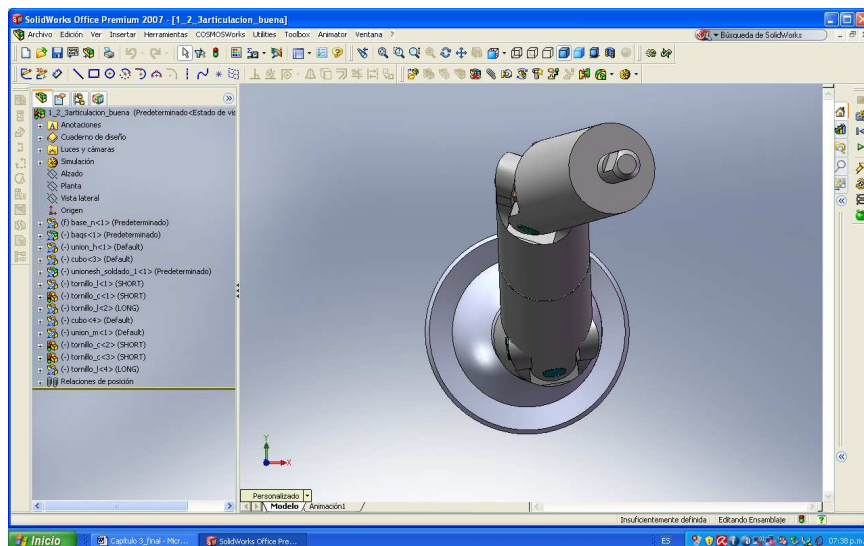 SolidWorks Office Premium 2007 - [1_2_3articulacion_buena]
Archivo Edición Ver Insertar Herramientas COSMOSWorks Utilities Toolbox Animator Ventana ?
Búsqueda de SolidWorks
1_2_3articulacion_buena (Predeterminado<Estado de vis
Anotaciones
Cuaderno de diseño
Luces y cámaras
Simulación
Alzado
Planta
Vista lateral
Origen
(f) base_n<1> (Predeterminado)
(-) baqs<1> (Predeterminado)
(-) union_h<1> (Default)
(-) cubo<3> (Default)
(-) unionesh_soldado_1<1> (Predeterminado)
(-) tornillo_l<1> (SHORT)
(-) tornillo_c<1> (SHORT)
(-) tornillo_l<2> (LONG)
(-) cubo<4> (Default)
(-) union_m<1> (Default)
(-) tornillo_c<2> (SHORT)
(-) tornillo_c<3> (SHORT)
(-) tornillo_l<4> (LONG)
Relaciones de posición
Y
X
Personalizado
Modelo Animación1
Insuficientemente definida Editando Ensamblaje
Inicio Capitulo 3_final - Micr... SolidWorks Office Pre... ES 07:38 p.m.